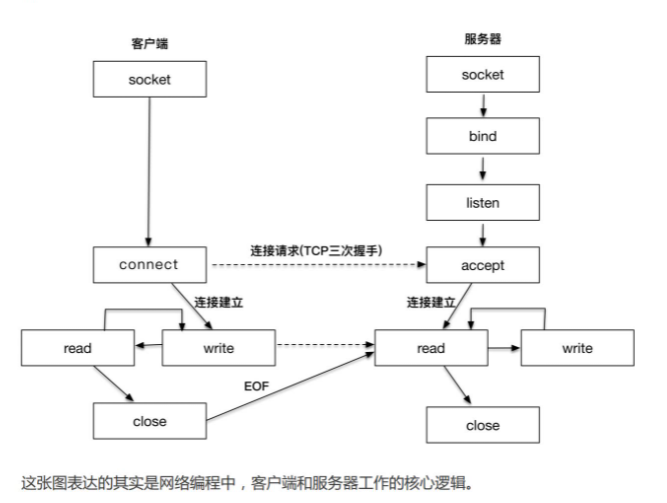 客户端
服务器
socket
socket
bind
listen
connect
连接请求(TCP三次握手)
accept
连接建立
连接建立
read
write
read
write
EOF
close
close
这张图表达的其实是网络编程中，客户端和服务器工作的核心逻辑。